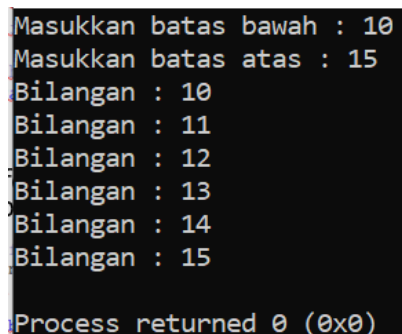 Masukkan batas bawah : 10
Masukkan batas atas : 15
Bilangan : 10
Bilangan : 11
Bilangan : 12
Bilangan : 13
Bilangan : 14
Bilangan : 15
Process returned 0 (0x0)